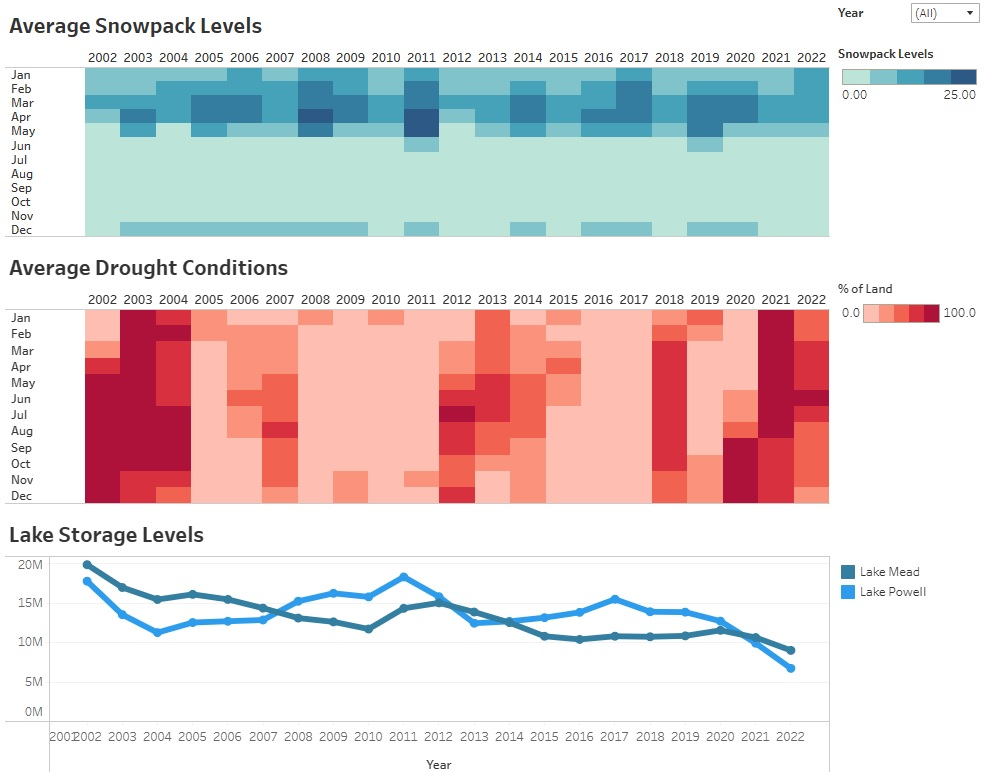 Average Snowpack Levels
Year (All)
2002 2003 2004 2005 2006 2007 2008 2009 2010 2011 2012 2013 2014 2015 2016 2017 2018 2019 2020 2021 2022
Snowpack Levels
0.00 25.00
Jan
Feb
Mar
Apr
May
Jun
Jul
Aug
Sep
Oct
Nov
Dec
Average Drought Conditions
2002 2003 2004 2005 2006 2007 2008 2009 2010 2011 2012 2013 2014 2015 2016 2017 2018 2019 2020 2021 2022
% of Land
0.0 100.0
Jan
Feb
Mar
Apr
May
Jun
Jul
Aug
Sep
Oct
Nov
Dec
Lake Storage Levels
20M
15M
10M
5M
0M
Lake Mead
Lake Powell
2001 2002 2003 2004 2005 2006 2007 2008 2009 2010 2011 2012 2013 2014 2015 2016 2017 2018 2019 2020 2021 2022
Year